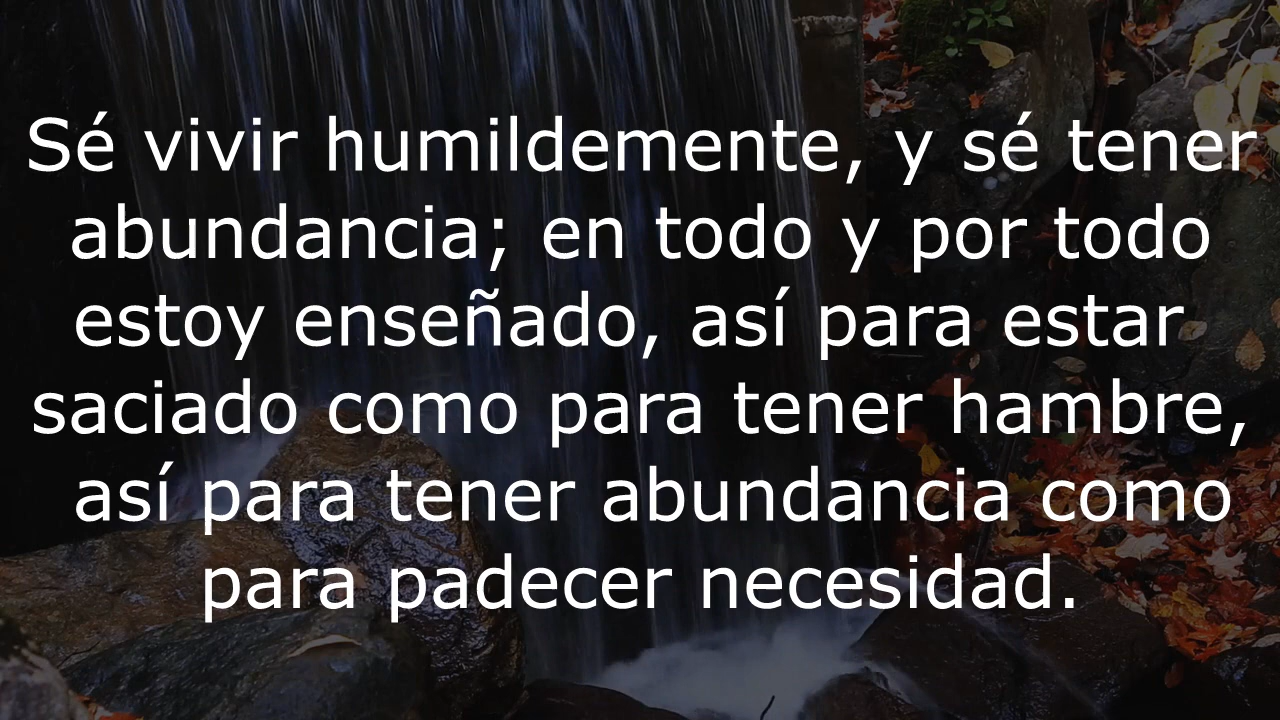 Sé vivir humildemente, y sé tener
abundancia; en todo y por todo
estoy enseñado, así para estar
saciado como para tener hambre,
así para tener abundancia como
para padecer necesidad.